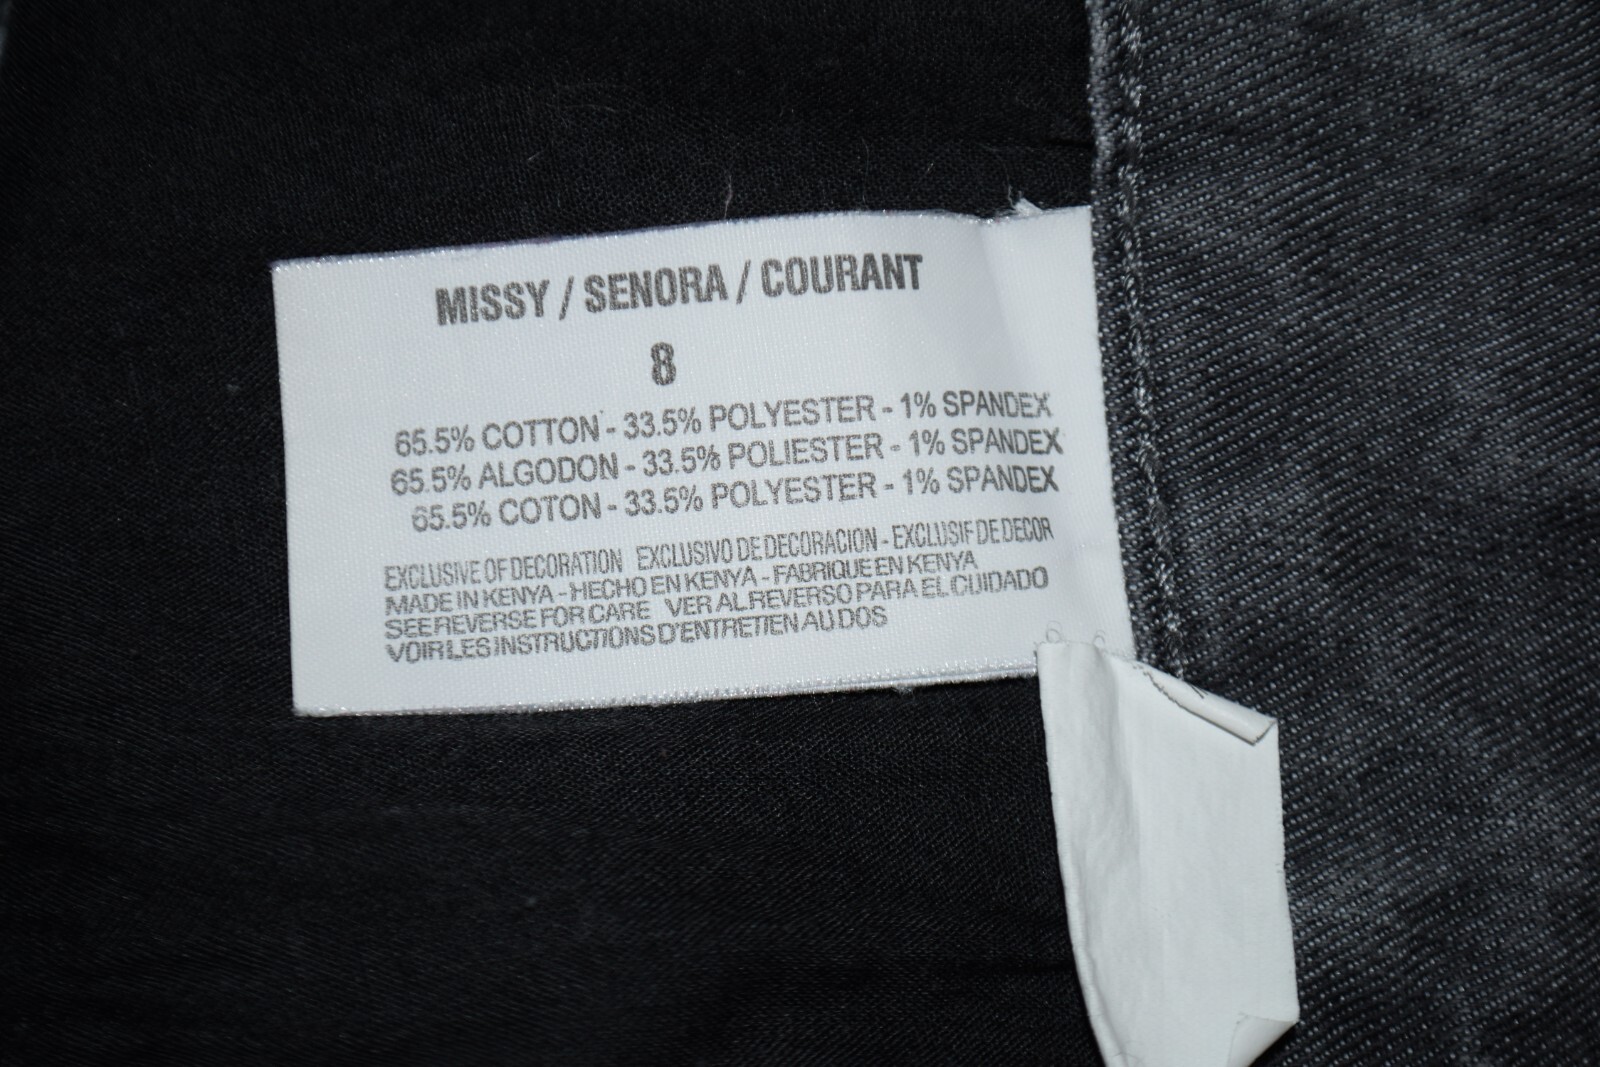 MISSY / SENORA / COURANT
8
65.5% COTTON - 33.5% POLYESTER - 1% SPANDEX
65.5% ALGODON - 33.5% POLIESTER - 1% SPANDEX
65.5% COTON - 33.5% POLYESTER - 1% SPANDEX
EXCLUSIVE OF DECORATION EXCLUSIVO DE DECORACION - EXCLUSIF DE DECOR
MADE IN KENYA - HECHO EN KENYA - FABRIQUE EN KENYA
SEE REVERSE FOR CARE VER AL REVERSO PARA EL CUIDADO
VOIR LES INSTRUCTIONS D'ENTRETIEN AU DOS